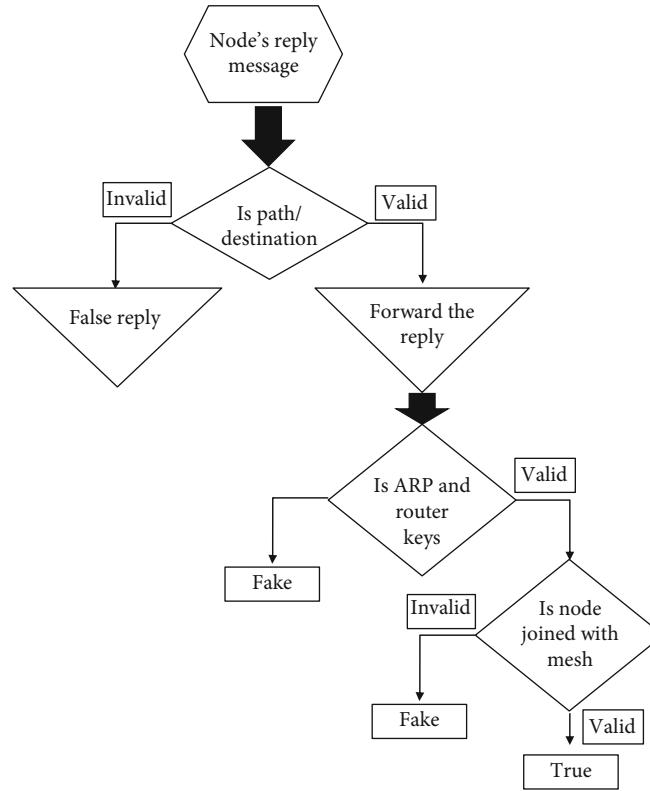 Node's reply
message
Invalid
Valid
Is path/
destination
False reply
Forward the
reply
Valid
Is ARP and
router
keys
Fake
Invalid
Is node
joined with
mesh
Fake
Valid
True